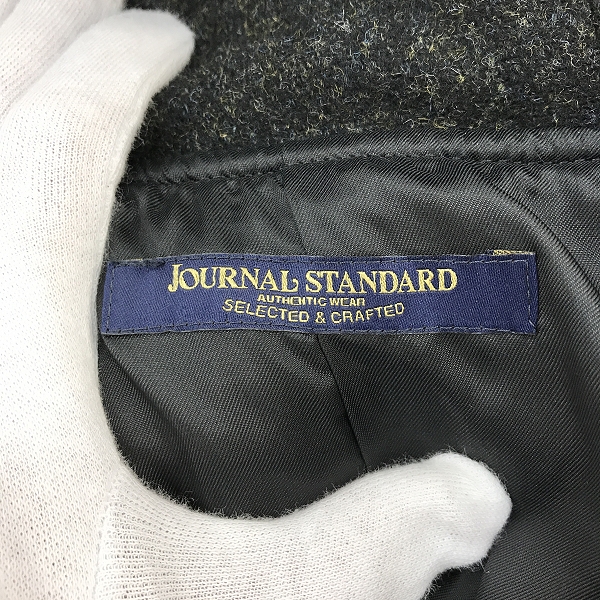 JOURNAL STANDARD
AUTHENTIC WEAR
SELECTED & CRAFTED